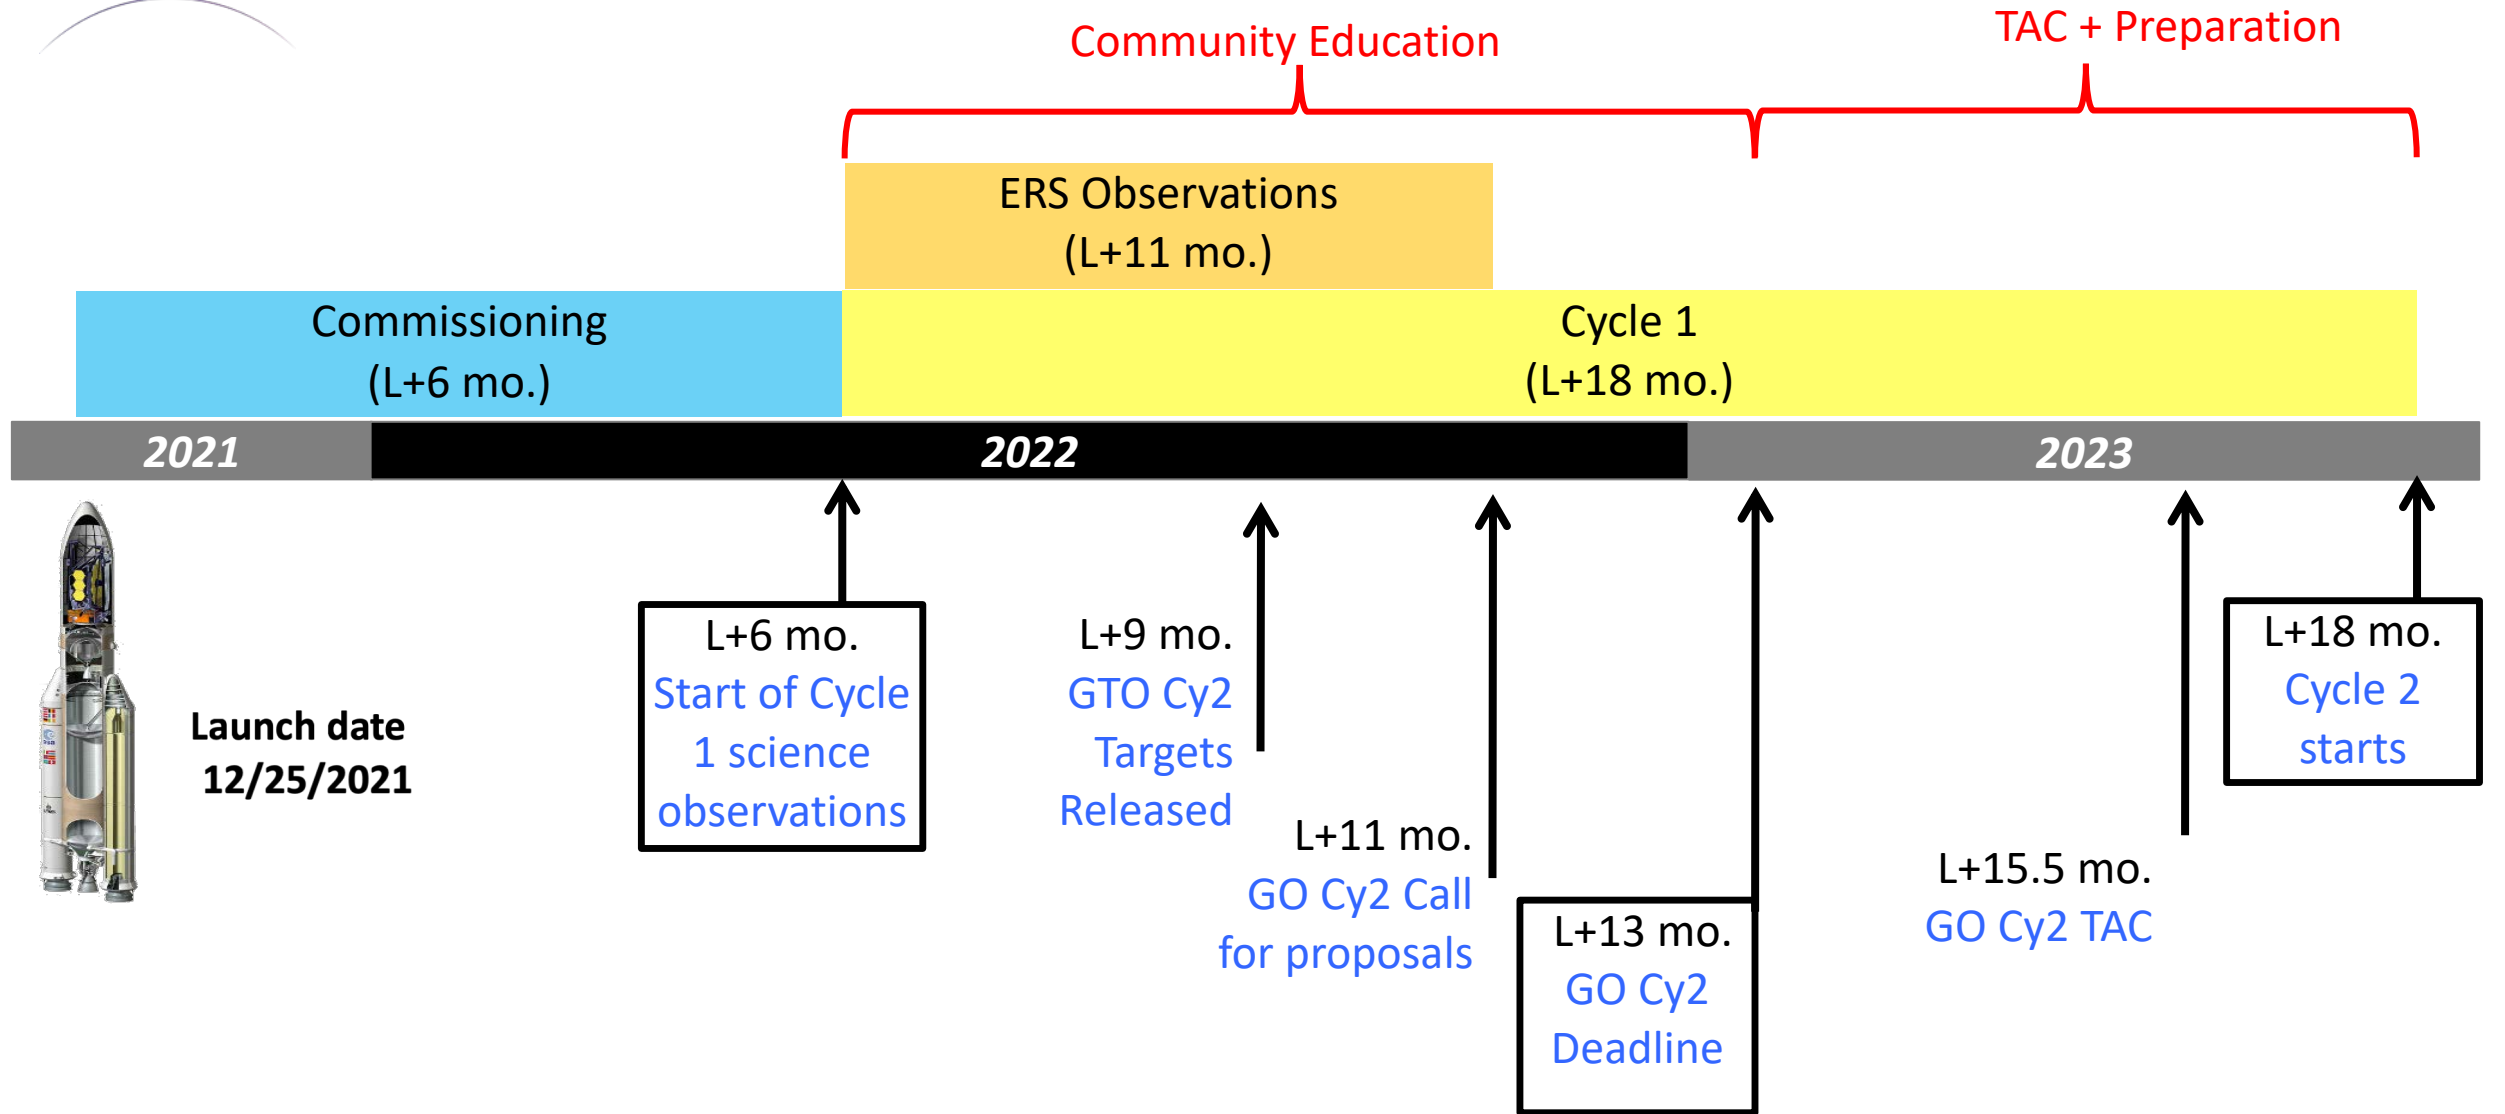 Community Education
TAC + Preparation
ERS Observations
(L+11 mo.)
Commissioning
(L+6 mo.)
Cycle 1
(L+18 mo.)
2021
2022
2023
Launch date
12/25/2021
L+6 mo.
Start of Cycle
1 science
observations
L+9 mo.
GTO Cy2
Targets
Released
L+11 mo.
GO Cy2 Call
for proposals
L+13 mo.
GO Cy2
Deadline
L+15.5 mo.
GO Cy2 TAC
L+18 mo.
Cycle 2
starts